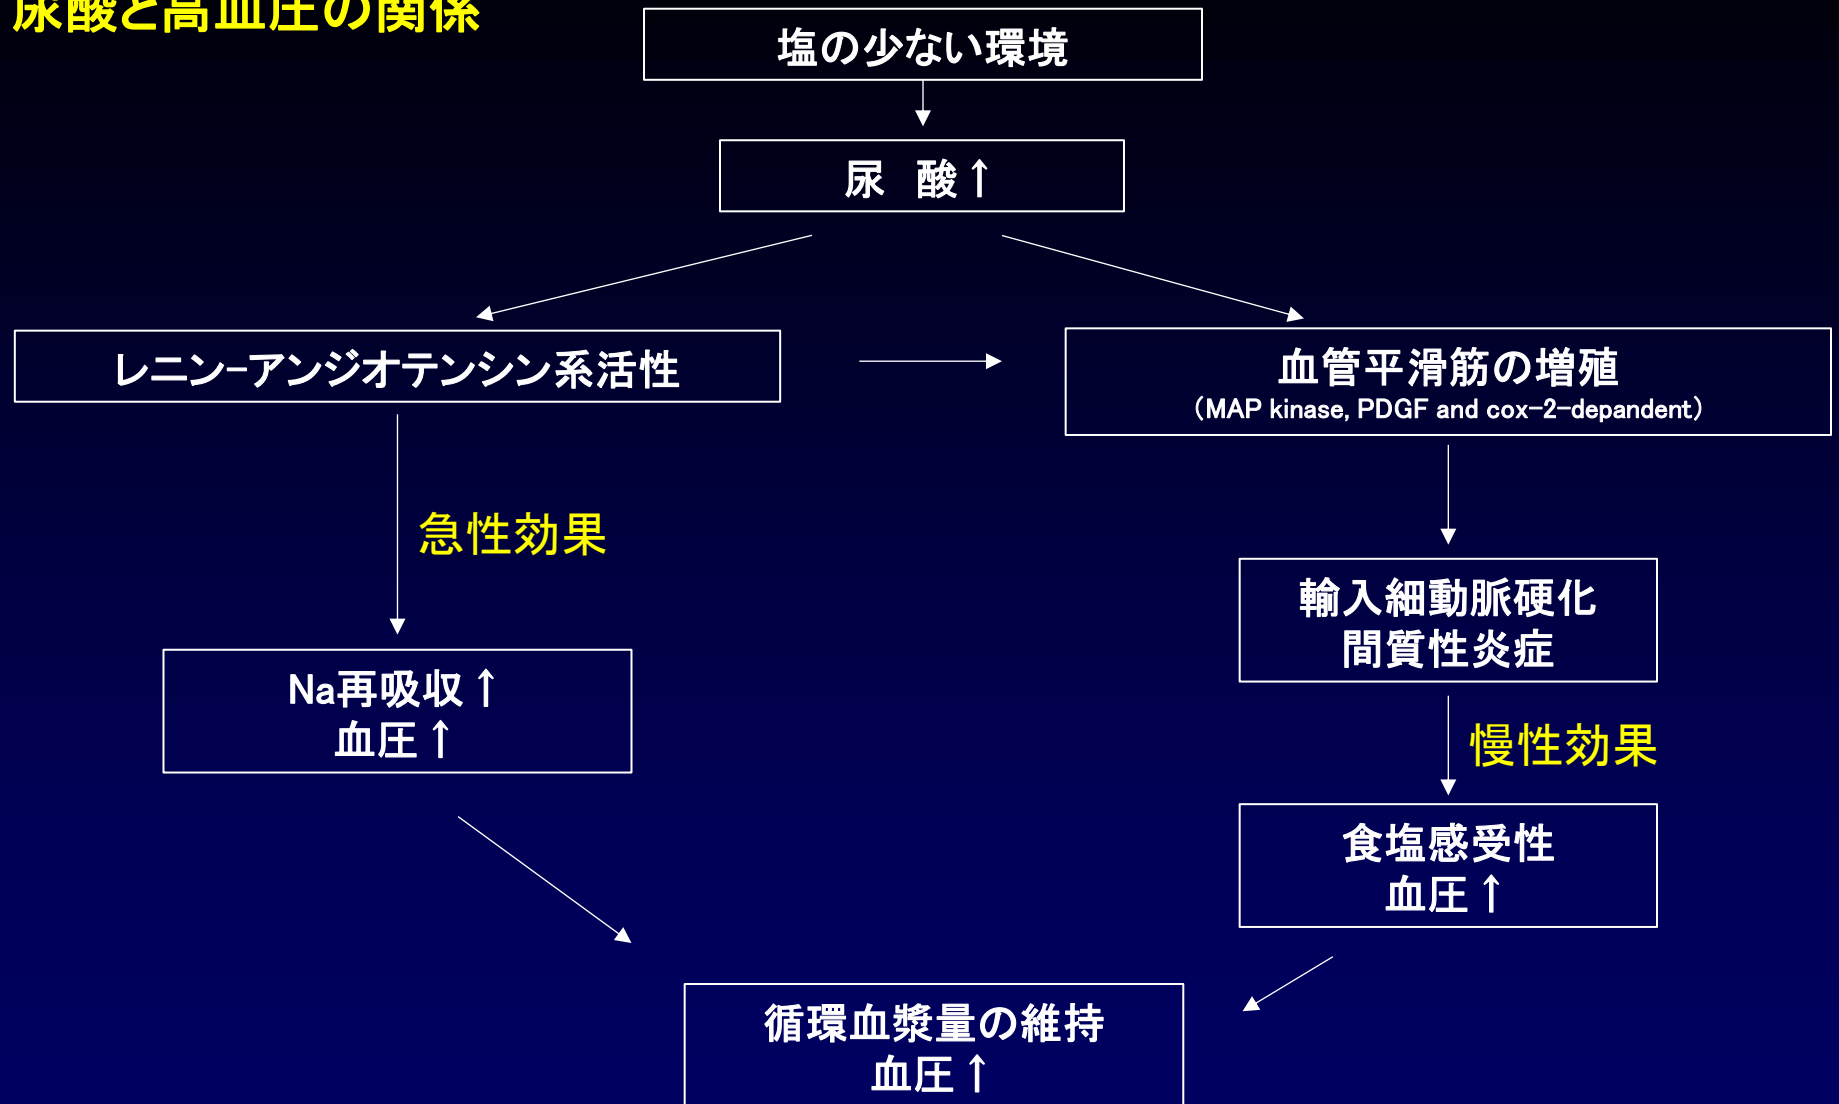 尿酸と高血圧の関係
塩の少ない環境
尿　酸↑
レニン-アンジオテンシン系活性
血管平滑筋の増殖
(MAP kinase, PDGF and cox-2-depandent)
急性効果
輸入細動脈硬化
間質性炎症
Na再吸収↑
血圧↑
慢性効果
食塩感受性
血圧↑
循環血漿量の維持
血圧↑